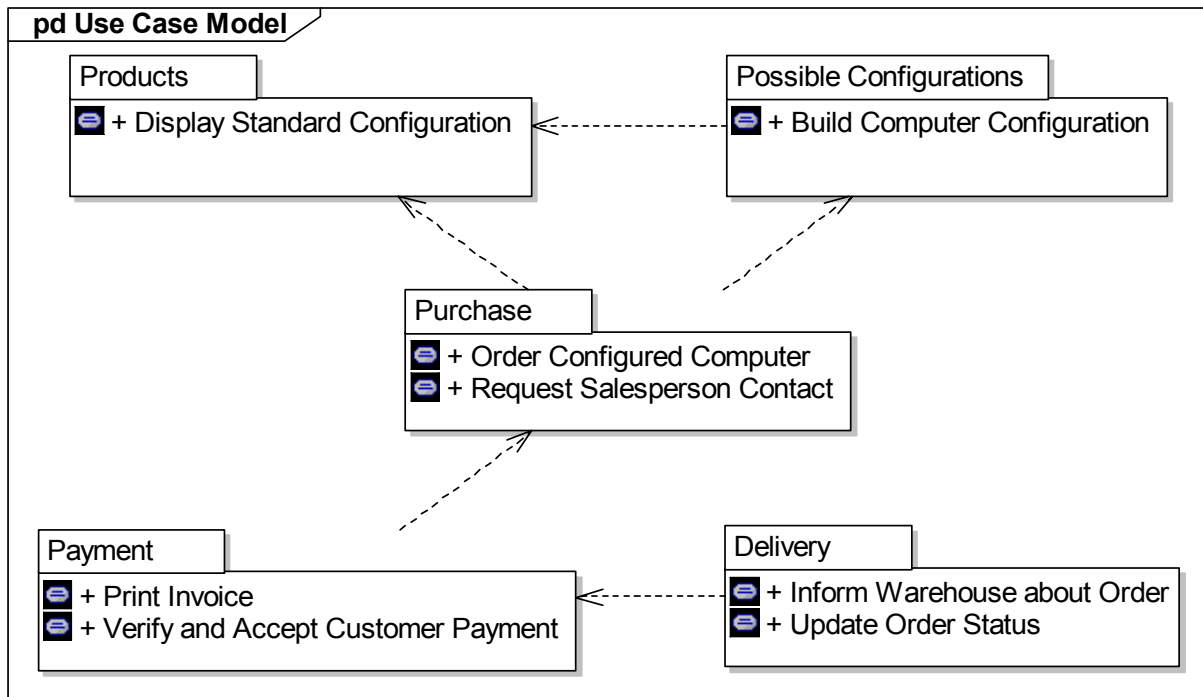 pd Use Case Model
Products
+ Display Standard Configuration
Possible Configurations
+ Build Computer Configuration
Purchase
+ Order Configured Computer
+ Request Salesperson Contact
Payment
+ Print Invoice
+ Verify and Accept Customer Payment
Delivery
+ Inform Warehouse about Order
+ Update Order Status